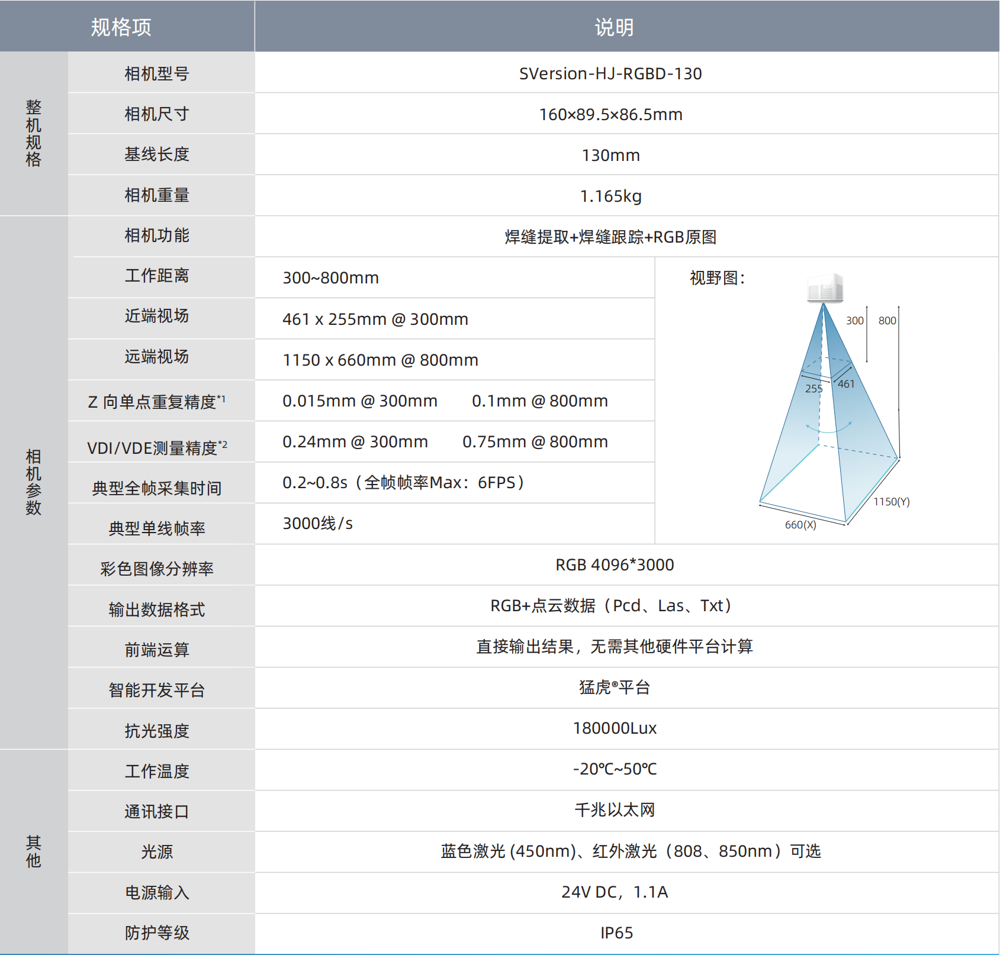 规格项 说明
整机规格
相机型号 SVersion-HJ-RGBD-130
相机尺寸 160×89.5×86.5mm
基线长度 130mm
相机重量 1.165kg
相机参数
相机功能 焊缝提取+焊缝跟踪+RGB原图
工作距离 300~800mm
近端视场 461 x 255mm @ 300mm
远端视场 1150 x 660mm @ 800mm
Z 向单点重复精度*1 0.015mm @ 300mm 0.1mm @ 800mm
VDI/VDE测量精度*2 0.24mm @ 300mm 0.75mm @ 800mm
典型全帧采集时间 0.2~0.8s（全帧帧率Max：6FPS）
典型单线帧率 3000线/s
视野图：
300 800
255 461
1150(Y)
660(X)
彩色图像分辨率 RGB 4096*3000
输出数据格式 RGB+点云数据（Pcd、Las、Txt）
前端运算 直接输出结果，无需其他硬件平台计算
智能开发平台 猛虎®平台
抗光强度 180000Lux
其他
工作温度 -20℃~50℃
通讯接口 千兆以太网
光源 蓝色激光 (450nm)、红外激光（808、850nm）可选
电源输入 24V DC，1.1A
防护等级 IP65